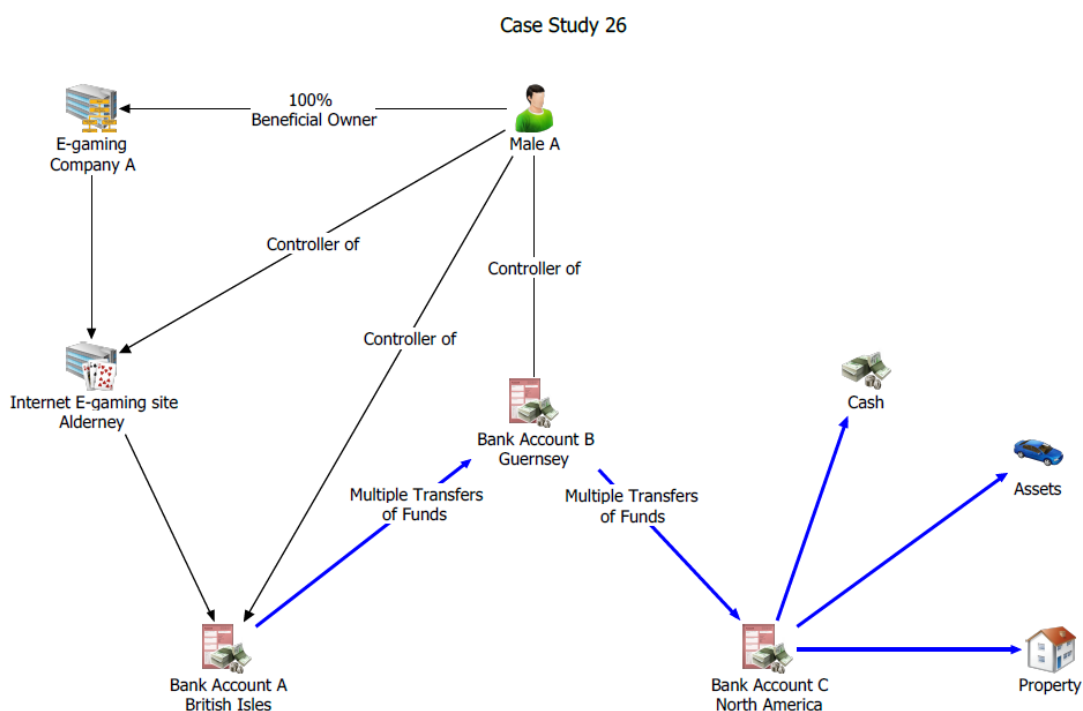 Case Study 26
100%
Beneficial Owner
E-gaming
Company A
Male A
Controller of
Controller of
Controller of
Internet E-gaming site
Alderney
Cash
Bank Account B
Guernsey
Multiple Transfers
of Funds
Multiple Transfers
of Funds
Assets
Bank Account A
British Isles
Bank Account C
North America
Property